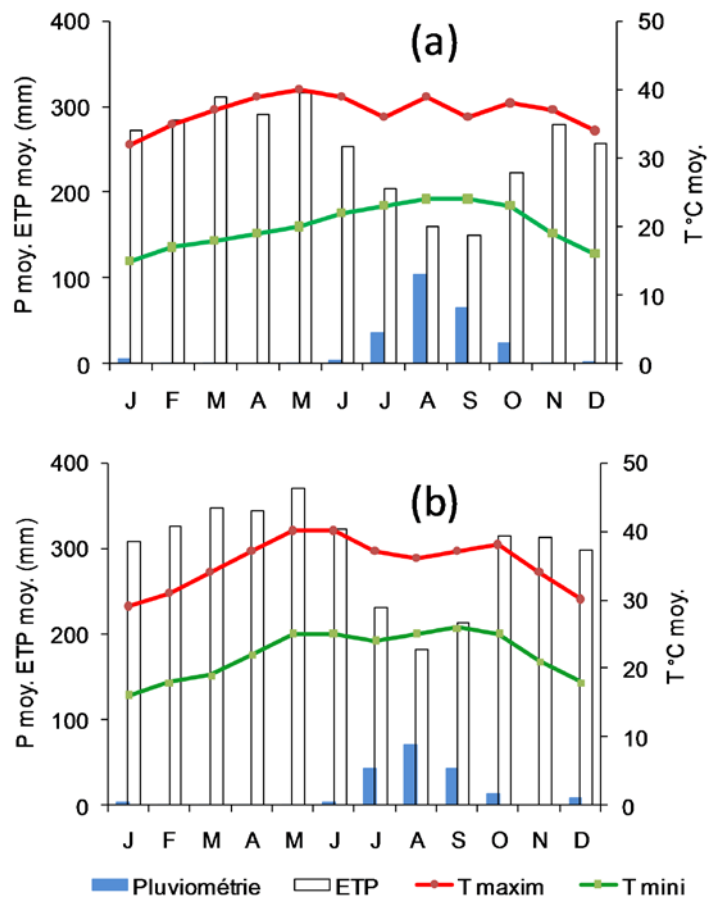 (a)
P moy. ETP moy. (mm)
400
300
200
100
0
50
40
30
20
10
0
T °C moy.
J F M A M J J A S O N D
(b)
P moy. ETP moy. (mm)
400
300
200
100
0
50
40
30
20
10
0
T °C moy.
J F M A M J J A S O N D
Pluviométrie ETP T maxim T mini